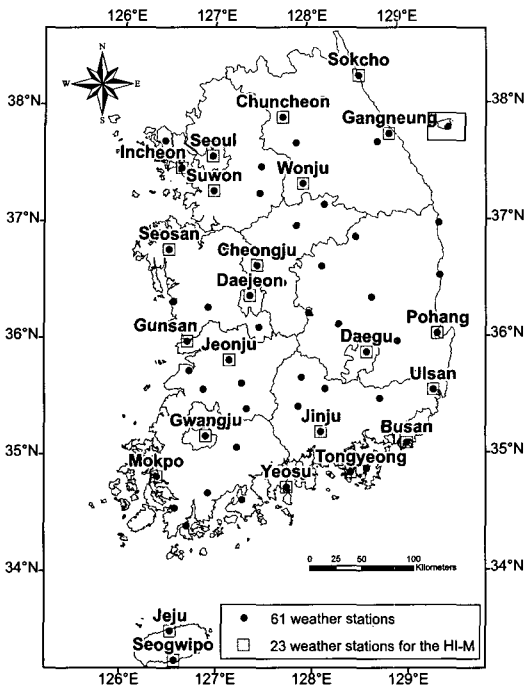 126°E 127°E 128°E 129°E
N
W E
S
Sokcho
38°N 38°N
Chuncheon
Gangneung
Seoul
Incheon
Suwon
Wonju
37°N 37°N
Seosan
Cheongju
Daejeon
36°N 36°N
Gunsan
Pohang
Jeonju
Daegu
Ulsan
Gwangju
Jinju
Busan
35°N 35°N
Mokpo
Tongyeong
Yeosu
34°N 34°N
0 25 50 100
Kilometers
Jeju
Seogwipo
61 weather stations
23 weather stations for the HI-M
126°E 127°E 128°E 129°E